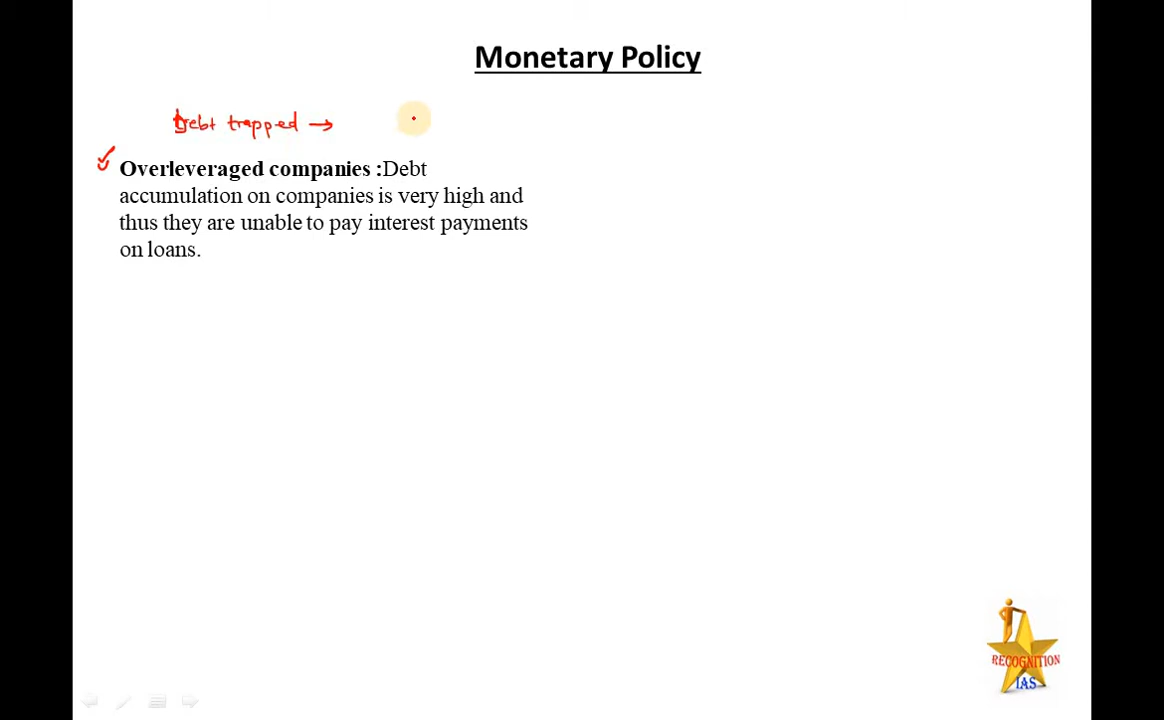 Monetary Policy
Debt trapped →
Overleveraged companies :Debt
accumulation on companies is very high and
thus they are unable to pay interest payments
on loans.
RECOGNITION
IAS